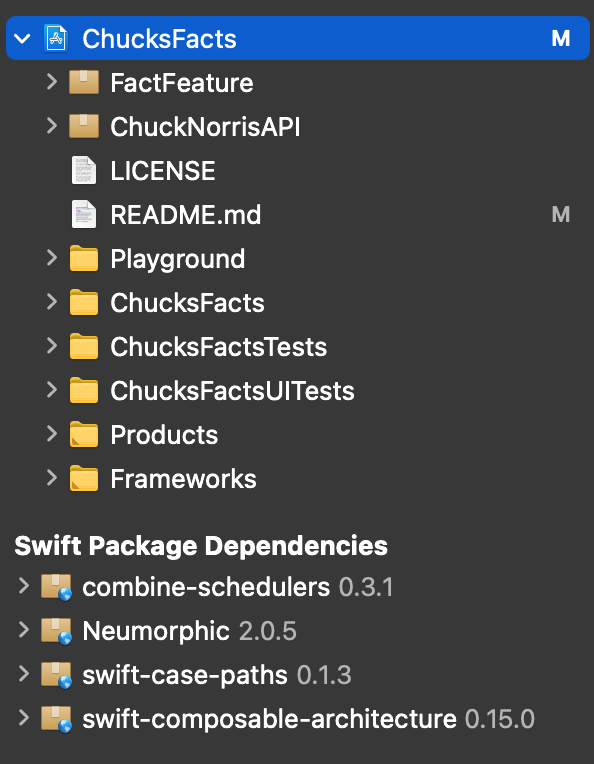 ChucksFacts M
FactFeature
ChuckNorrisAPI
LICENSE
README.md M
Playground
ChucksFacts
ChucksFactsTests
ChucksFactsUITests
Products
Frameworks
Swift Package Dependencies
combine-schedulers 0.3.1
Neumorphic 2.0.5
swift-case-paths 0.1.3
swift-composable-architecture 0.15.0